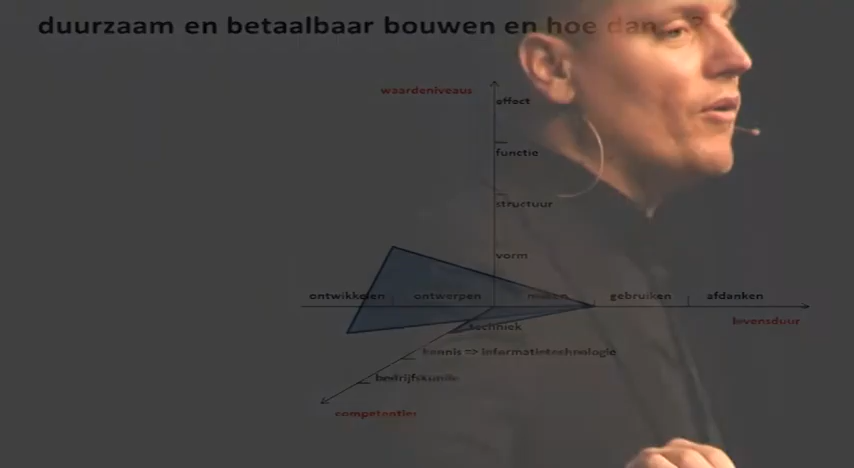 duurzaam en betaalbaar bouwen en hoe dan
waardeniveaus
effect
functie
structuur
vorm
ontwikkelen ontwerpen maken gebruiken afdanken
levensduur
techniek
kennis => informatietechnologie
bedrijfskunde
competenties